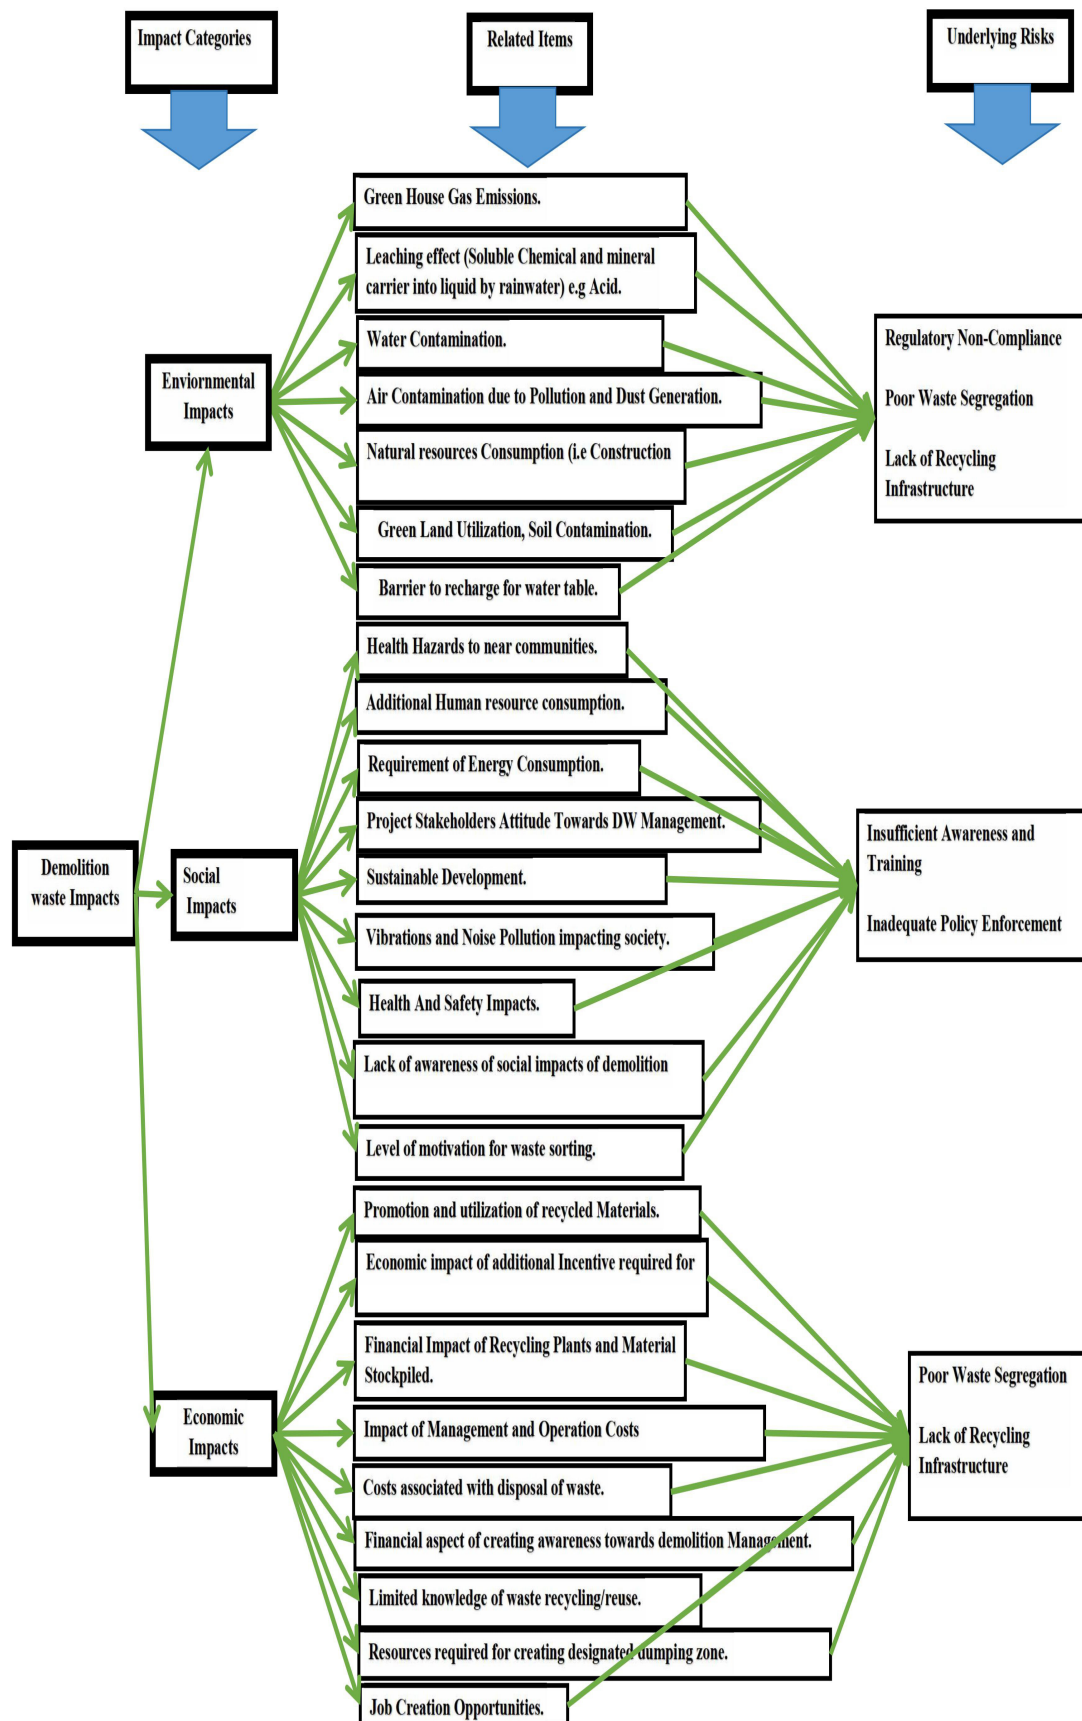 Impact Categories
Related Items
Underlying Risks
Green House Gas Emissions.
Leaching effect (Soluble Chemical and mineral
carrier into liquid by rainwater) e.g Acid.
Water Contamination.
Air Contamination due to Pollution and Dust Generation.
Natural resources Consumption (i.e Construction
Green Land Utilization, Soil Contamination.
Barrier to recharge for water table.
Enviornmental
Impacts
Regulatory Non-Compliance
Poor Waste Segregation
Lack of Recycling
Infrastructure
Health Hazards to near communities.
Additional Human resource consumption.
Requirement of Energy Consumption.
Project Stakeholders Attitude Towards DW Management.
Sustainable Development.
Vibrations and Noise Pollution impacting society.
Health And Safety Impacts.
Lack of awareness of social impacts of demolition
Level of motivation for waste sorting.
Demolition
waste Impacts
Social
Impacts
Insufficient Awareness and
Training
Inadequate Policy Enforcement
Promotion and utilization of recycled Materials.
Economic impact of additional Incentive required for
Financial Impact of Recycling Plants and Material
Stockpiled.
Impact of Management and Operation Costs
Costs associated with disposal of waste.
Financial aspect of creating awareness towards demolition Management.
Limited knowledge of waste recycling/reuse.
Resources required for creating designated dumping zone.
Job Creation Opportunities.
Economic
Impacts
Poor Waste Segregation
Lack of Recycling
Infrastructure